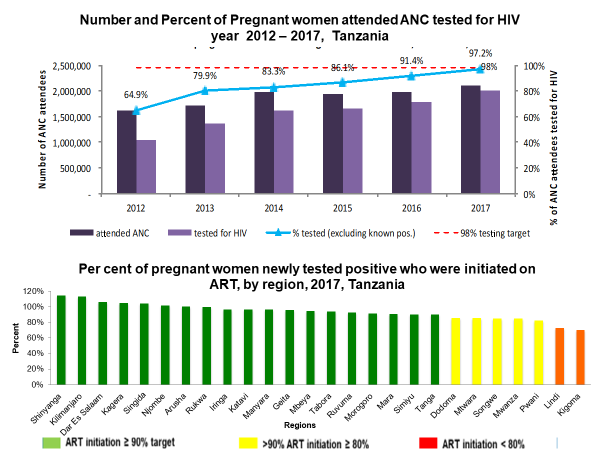 Number and Percent of Pregnant women attended ANC tested for HIV
year 2012 – 2017, Tanzania
2,500,000
2,000,000
1,500,000
1,000,000
500,000
-
Number of ANC attendees
64.9%
79.9%
83.3%
86.1%
91.4%
97.2%
98%
100%
80%
60%
40%
20%
0%
% of ANC attendees tested for HIV
2012 2013 2014 2015 2016 2017
attended ANC tested for HIV % tested (excluding known pos.) 98% testing target
Per cent of pregnant women newly tested positive who were initiated on
ART, by region, 2017, Tanzania
120%
100%
80%
60%
40%
20%
0%
Percent
Shinyanga
Kilimanjaro
Dar Es Salaam
Kagera
Singida
Njombe
Arusha
Rukwa
Iringa
Katavi
Manyara
Geita
Mbeya
Tabora
Ruvuma
Morogoro
Mara
Simiyu
Tanga
Dodoma
Mtwara
Songwe
Mwanza
Pwani
Lindi
Kigoma
Regions
ART initiation ≥ 90% target >90% ART initiation ≥ 80% ART initiation < 80%